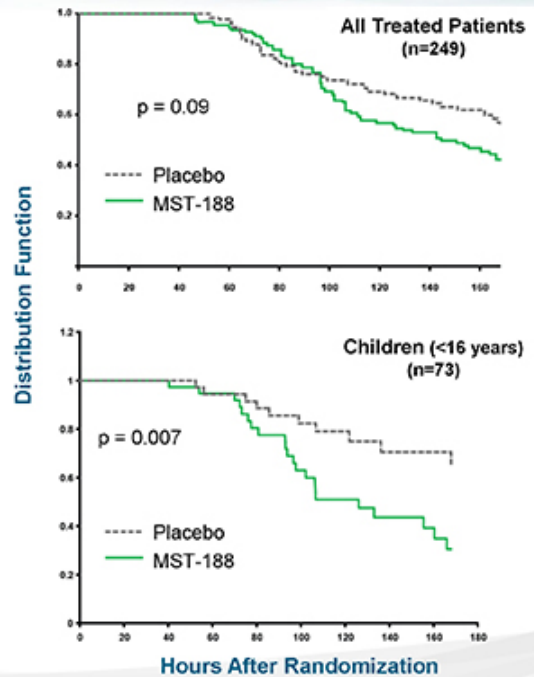 All Treated Patients
(n=249)
1.0
0.8
0.6
0.4
0.2
p = 0.09
Placebo
MST-188
0 20 40 60 80 100 120 140 160
Distribution Function
Children (<16 years)
(n=73)
1.2
1
0.8
0.6
0.4
0.2
0
p = 0.007
Placebo
MST-188
0 20 40 60 80 100 120 140 160 180
Hours After Randomization